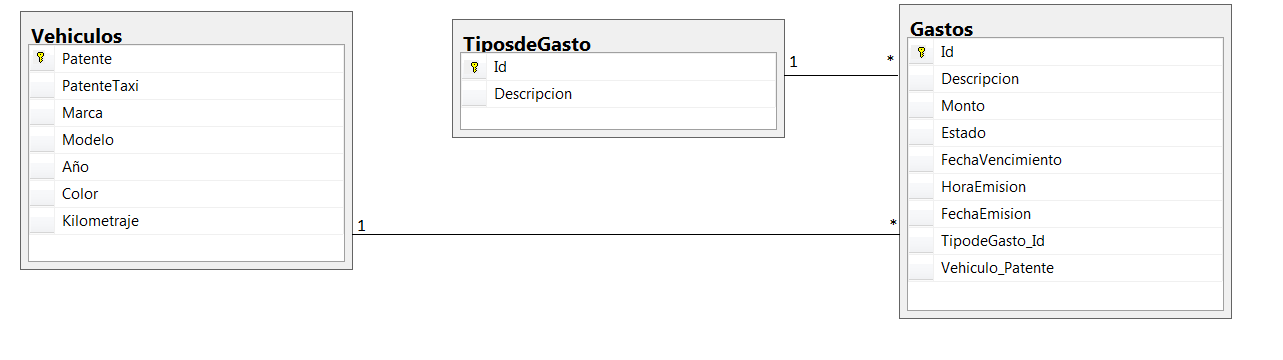 Vehiculos
Patente
PatenteTaxi
Marca
Modelo
Año
Color
Kilometraje
TiposdeGasto
Id
Descripcion
1
*
Gastos
Id
Descripcion
Monto
Estado
FechaVencimiento
HoraEmision
FechaEmision
TipodeGasto_Id
Vehiculo_Patente
1
*